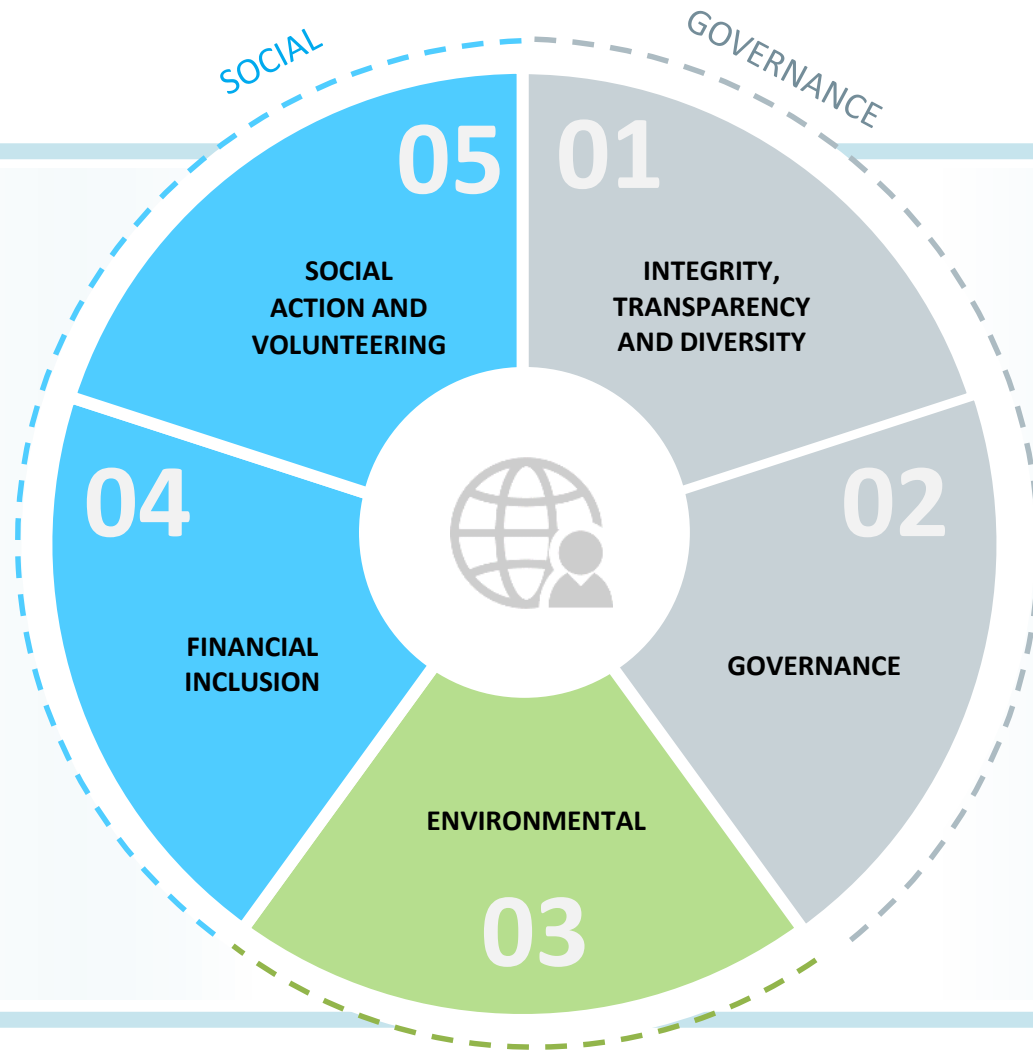 SOCIAL
GOVERNANCE
05
SOCIAL
ACTION AND
VOLUNTEERING
01
INTEGRITY,
TRANSPARENCY
AND DIVERSITY
04
FINANCIAL
INCLUSION
02
GOVERNANCE
ENVIRONMENTAL
03